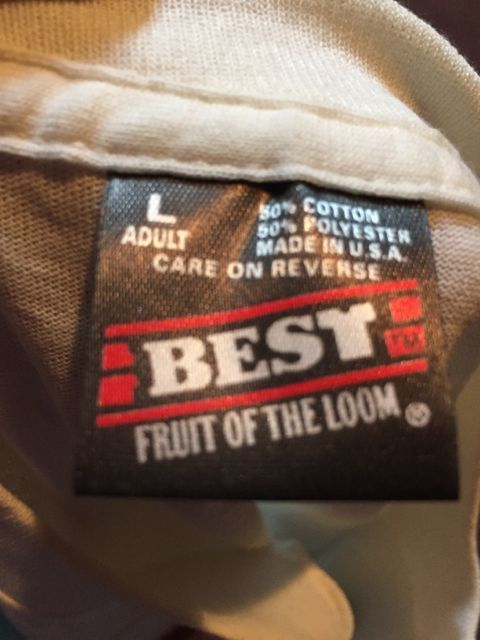 L
ADULT
50% COTTON
50% POLYESTER
MADE IN U.S.A.
CARE ON REVERSE
BEST TM
FRUIT OF THE LOOM ®